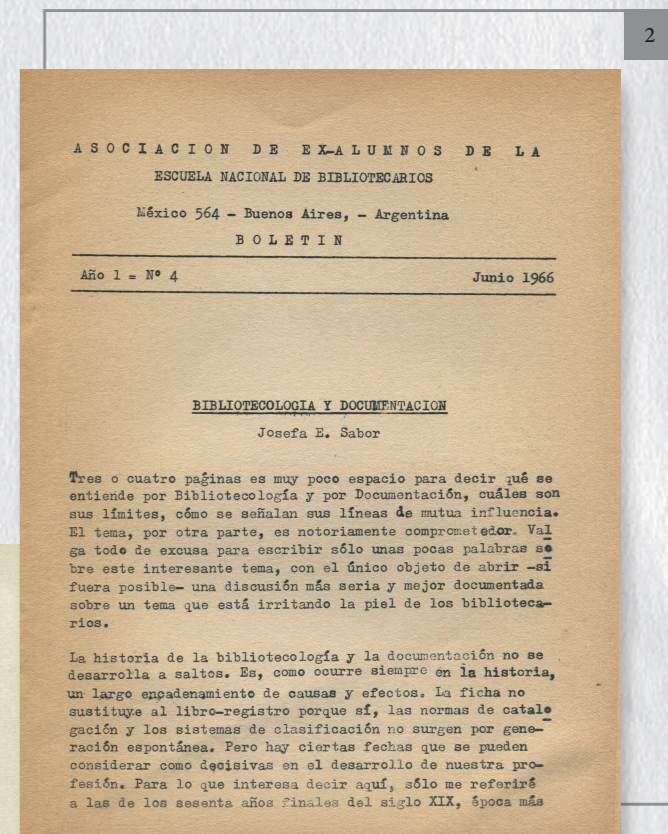 2
ASOCIACION DE EX-ALUMNOS DE LA
ESCUELA NACIONAL DE BIBLIOTECARIOS
México 564 - Buenos Aires, - Argentina
BOLETIN
Año 1 = Nº 4 Junio 1966
BIBLIOTECOLOGIA Y DOCUMENTACION
Josefa E. Sabor
Tres o cuatro paǵinas es muy poco espacio para decir qué se
entiende por Bibliotecología y por Documentación, cuáles son
sus límites, cómo se señalan sus líneas de mutua influencia.
El tema, por otra parte, es notoriamente comprometedor. Val
ga todo de excusa para escribir sólo unas pocas palabras so
bre este interesante tema, con el único objeto de abrir -si
fuera posible- una discusión más seria y mejor documentada
sobre un tema que está irritando la piel de los biblioteca-
rios.
La historia de la bibliotecología y la documentación no se
desarrolla a saltos. Es, como ocurre siempre en la historia,
un largo encadenamiento de causas y efectos. La ficha no
sustituye al libro-registro porque sí, las normas de catalo
gación y los sistemas de clasificación no surgen por gene-
ración espontánea. Pero hay ciertas fechas que se pueden
considerar como decisivas en el desarrollo de nuestra pro-
fesión. Para lo que interesa decir aquí, sólo me referiré
a las de los sesenta años finales del siglo XIX, época más